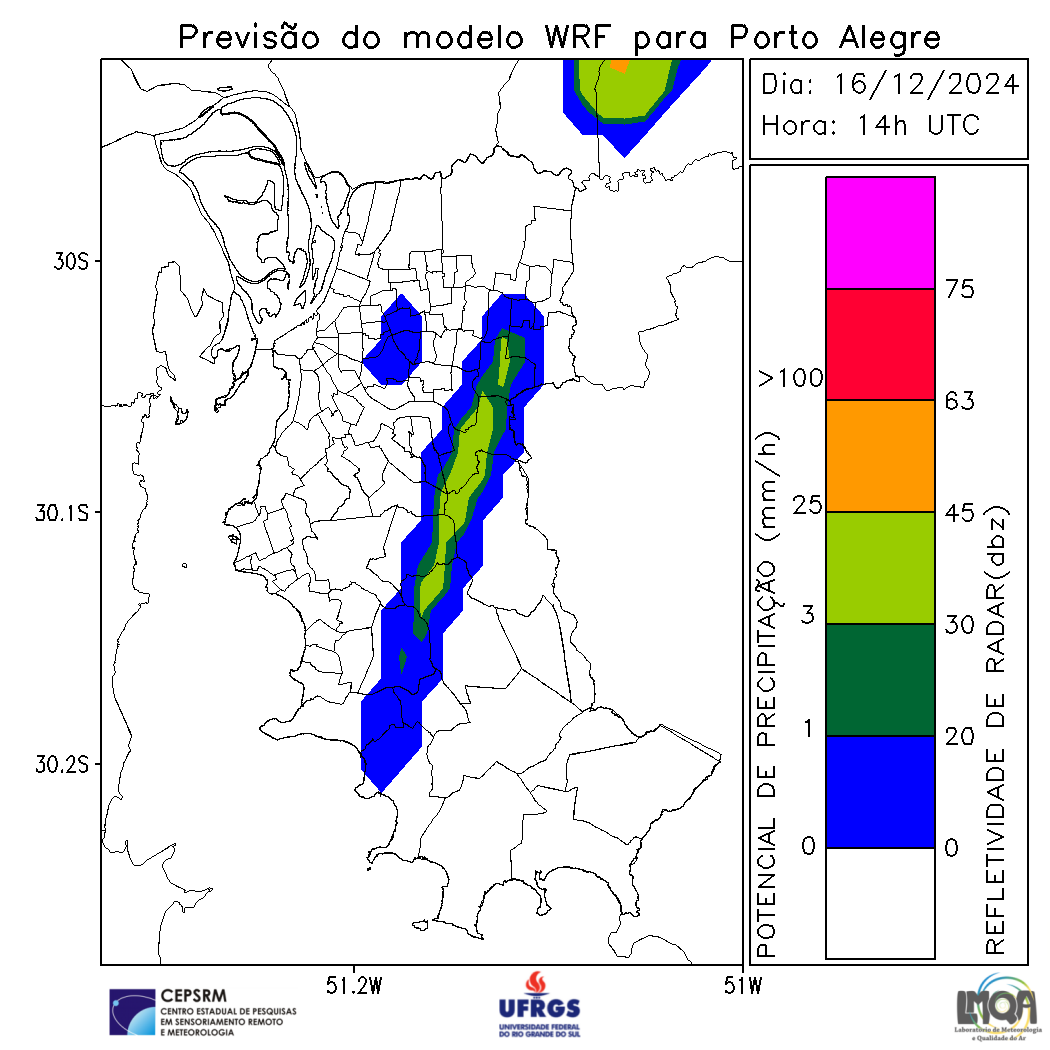 Previsão do modelo WRF para Porto Alegre
Dia: 16/12/2024
Hora: 14h UTC
30S
30.1S
30.2S
51.2W
51W
POTENCIAL DE PRECIPITAÇÃO (mm/h)
>100
25
3
1
0
75
63
45
30
20
0
REFLETIVIDADE DE RADAR(dbz)
CEPSRM
CENTRO ESTADUAL DE PESQUISAS
EM SENSORIAMENTO REMOTO
E METEOROLOGIA
UFRGS
UNIVERSIDADE FEDERAL
DO RIO GRANDE DO SUL
LMQA
Laboratório de Meteorologia
e Qualidade do Ar